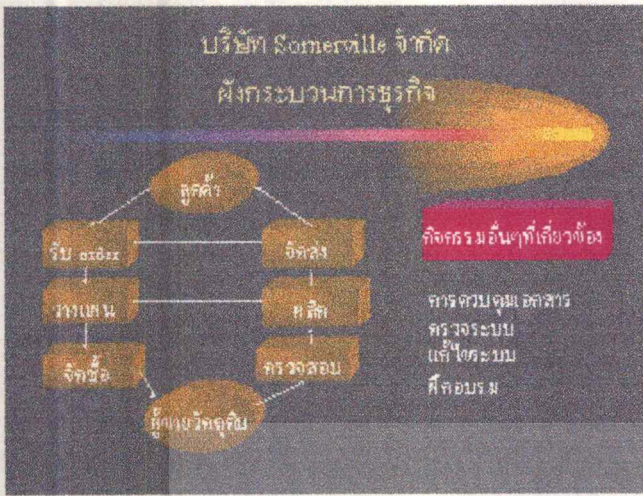 บริษัท Somerville จำกัด
ผังกระบวนการธุรกิจ
ลูกค้า
รับ order
จัดส่ง
กิจกรรมอื่นๆที่เกี่ยวข้อง
วางแผน
ผลิต
การควบคุมเอกสาร
ตรวจระบบ
จัดซื้อ
ตรวจสอบ
แก้ไขระบบ
ฝึกอบรม
ผู้ขายวัตถุดิบ